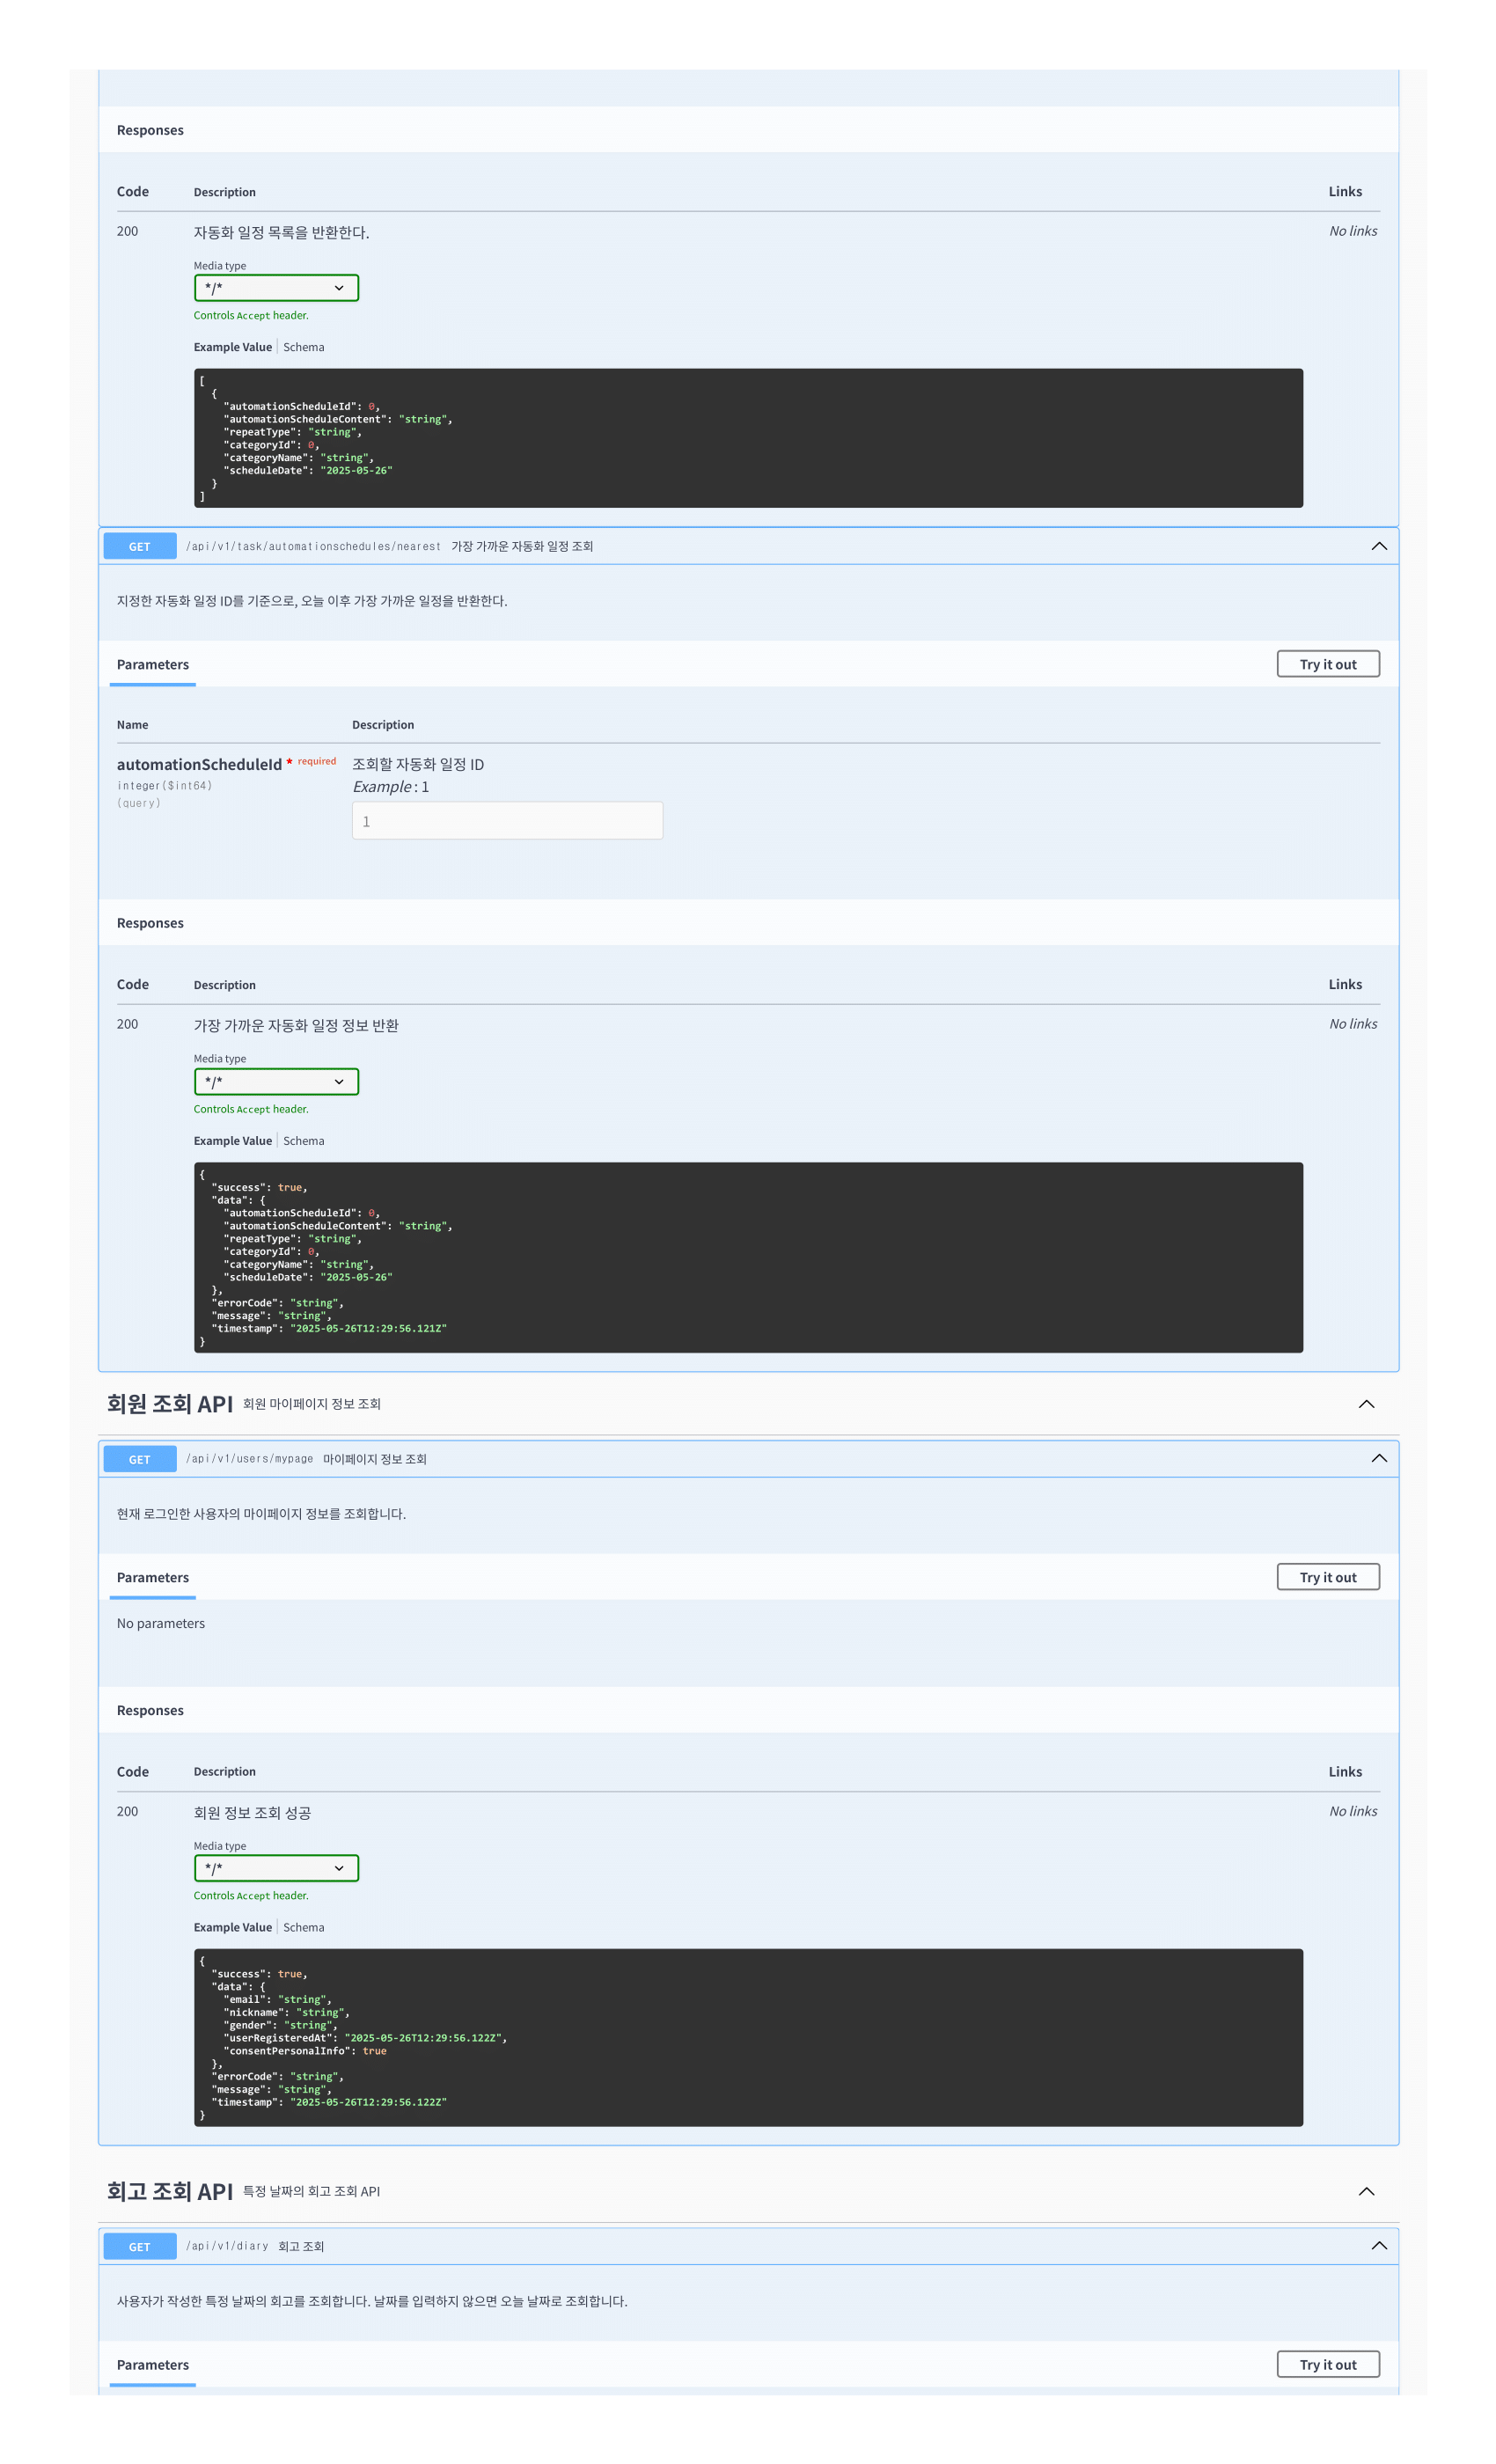 Responses
Code Description Links
200 자동화 일정 목록을 반환한다. No links
Media type
*/*
Controls Accept header.
Example Value Schema
[
  {
    "automationScheduleId": 0,
    "automationScheduleContent": "string",
    "repeatType": "string",
    "categoryId": 0,
    "categoryName": "string",
    "scheduleDate": "2025-05-26"
  }
]
GET /api/v1/task/automationschedules/nearest 가장 가까운 자동화 일정 조회
지정한 자동화 일정 ID를 기준으로, 오늘 이후 가장 가까운 일정을 반환한다.
Parameters Try it out
Name Description
automationScheduleId * required 조회할 자동화 일정 ID
integer($int64) Example : 1
(query)
1
Responses
Code Description Links
200 가장 가까운 자동화 일정 정보 반환 No links
Media type
*/*
Controls Accept header.
Example Value Schema
{
  "success": true,
  "data": {
    "automationScheduleId": 0,
    "automationScheduleContent": "string",
    "repeatType": "string",
    "categoryId": 0,
    "categoryName": "string",
    "scheduleDate": "2025-05-26"
  },
  "errorCode": "string",
  "message": "string",
  "timestamp": "2025-05-26T12:29:56.121Z"
}
회원 조회 API 회원 마이페이지 정보 조회
GET /api/v1/users/mypage 마이페이지 정보 조회
현재 로그인한 사용자의 마이페이지 정보를 조회합니다.
Parameters Try it out
No parameters
Responses
Code Description Links
200 회원 정보 조회 성공 No links
Media type
*/*
Controls Accept header.
Example Value Schema
{
  "success": true,
  "data": {
    "email": "string",
    "nickname": "string",
    "gender": "string",
    "userRegisteredAt": "2025-05-26T12:29:56.122Z",
    "consentPersonalInfo": true
  },
  "errorCode": "string",
  "message": "string",
  "timestamp": "2025-05-26T12:29:56.122Z"
}
회고 조회 API 특정 날짜의 회고 조회 API
GET /api/v1/diary 회고 조회
사용자가 작성한 특정 날짜의 회고를 조회합니다. 날짜를 입력하지 않으면 오늘 날짜로 조회합니다.
Parameters Try it out